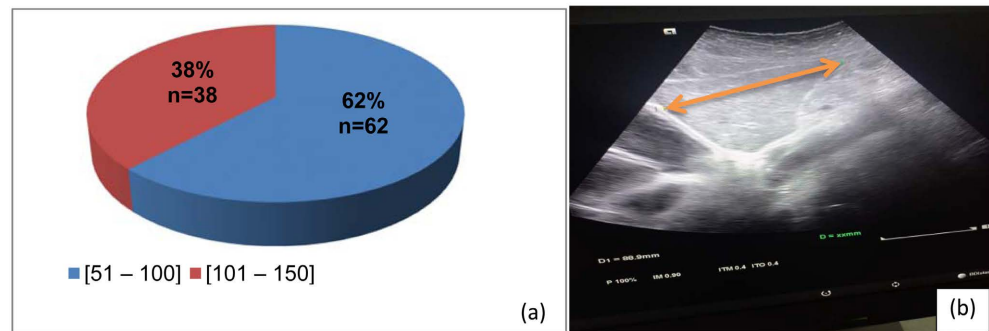 38%
n=38
62%
n=62
[51 – 100] [101 – 150]
(a)
D = xxmm
D1 = 98.9mm
P 100% IM 0.90 ITM 0.4 ITO 0.4
(b)